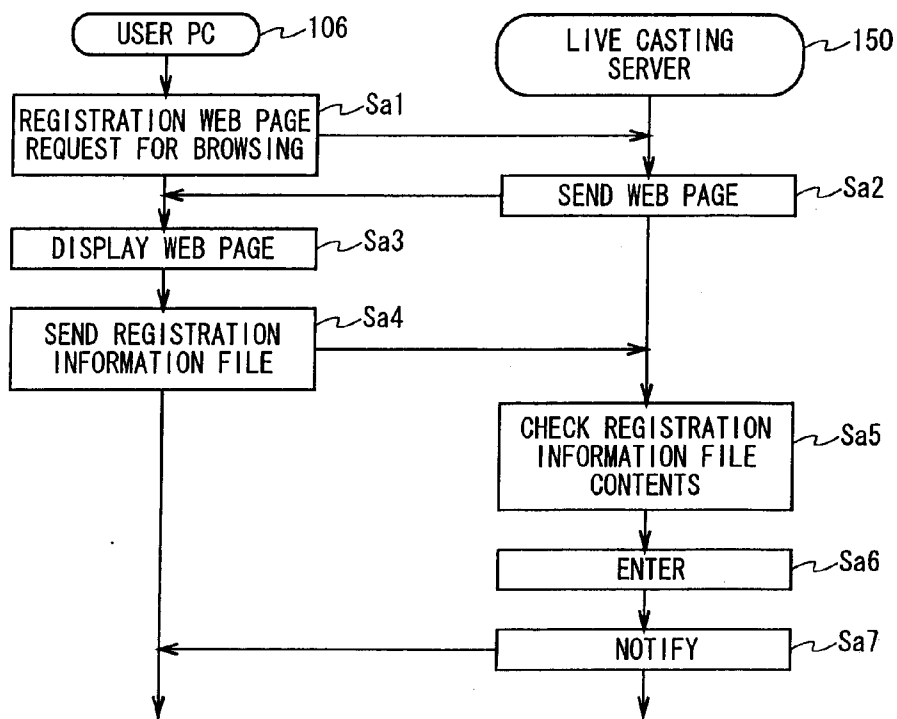 USER PC
106
LIVE CASTING
SERVER
150
REGISTRATION WEB PAGE
REQUEST FOR BROWSING
Sa1
SEND WEB PAGE
Sa2
DISPLAY WEB PAGE
Sa3
SEND REGISTRATION
INFORMATION FILE
Sa4
CHECK REGISTRATION
INFORMATION FILE
CONTENTS
Sa5
ENTER
Sa6
NOTIFY
Sa7